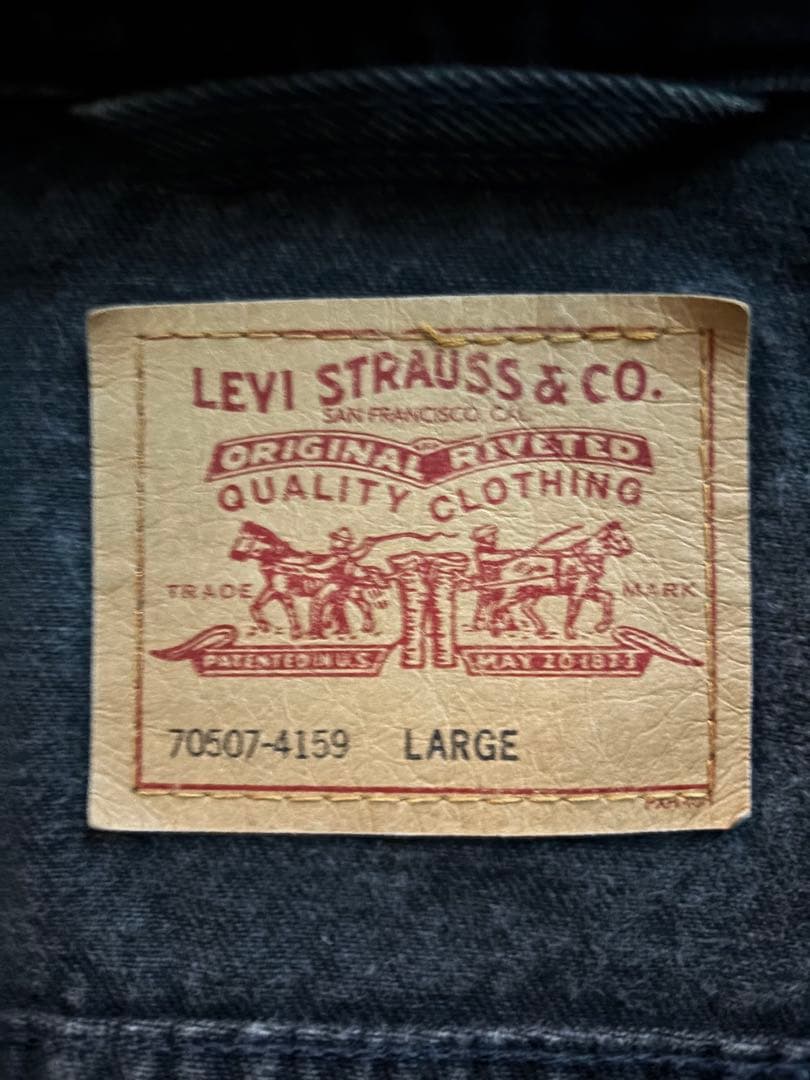 LEVI STRAUSS & CO.
SAN FRANCISCO, CAL.
ORIGINAL RIVETED
QUALITY CLOTHING
TRADE MARK
PATENTED IN U.S. MAY 20 1873
70507-4159 LARGE